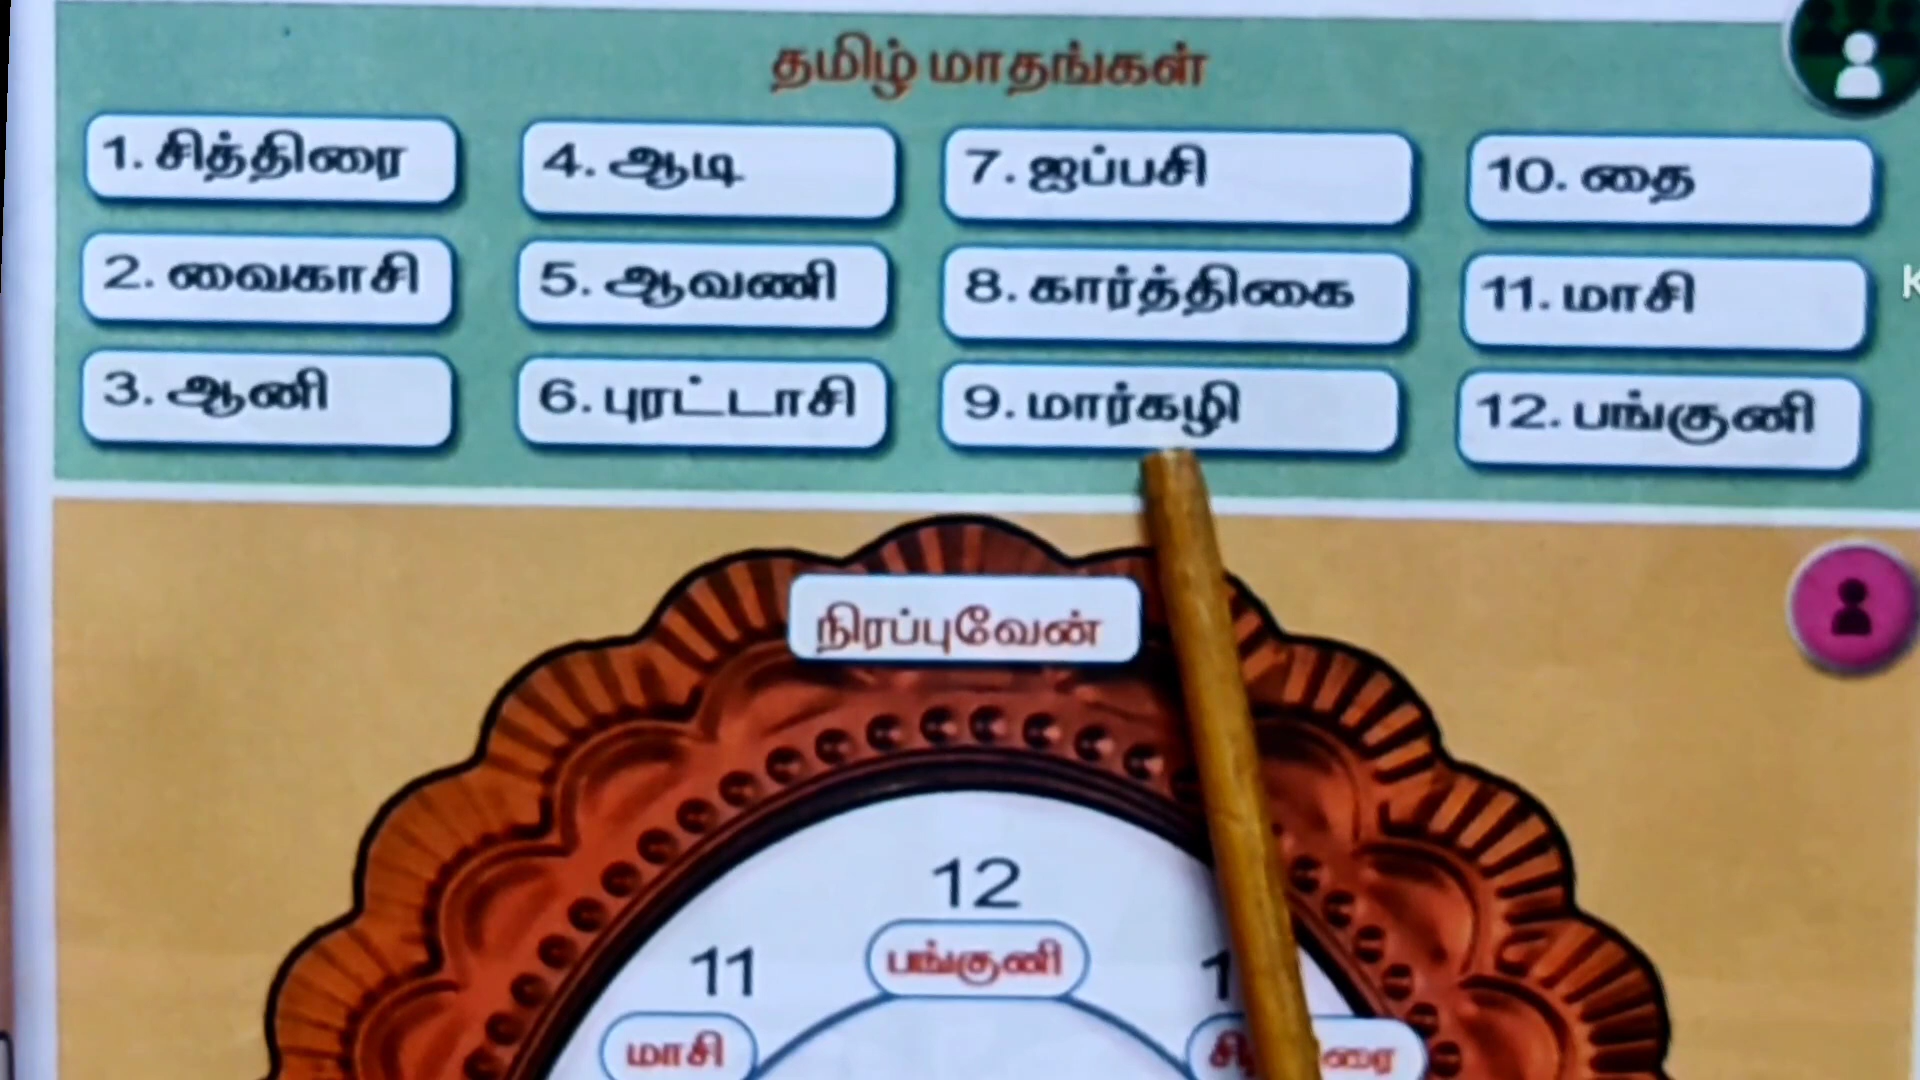 தமிழ் மாதங்கள்
1. சித்திரை
4. ஆடி
7. ஐப்பசி
10. தை
2. வைகாசி
5. ஆவணி
8. கார்த்திகை
11. மாசி
3. ஆனி
6. புரட்டாசி
9. மார்கழி
12. பங்குனி
நிரப்புவேன்
12
பங்குனி
11
மாசி